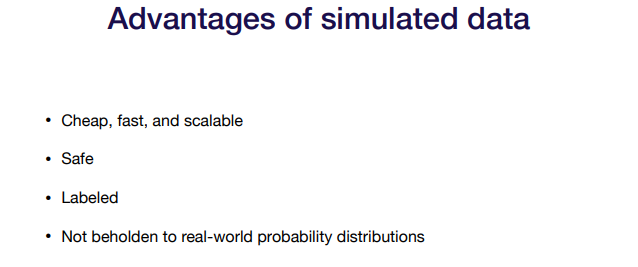 Advantages of simulated data
• Cheap, fast, and scalable
• Safe
• Labeled
• Not beholden to real-world probability distributions